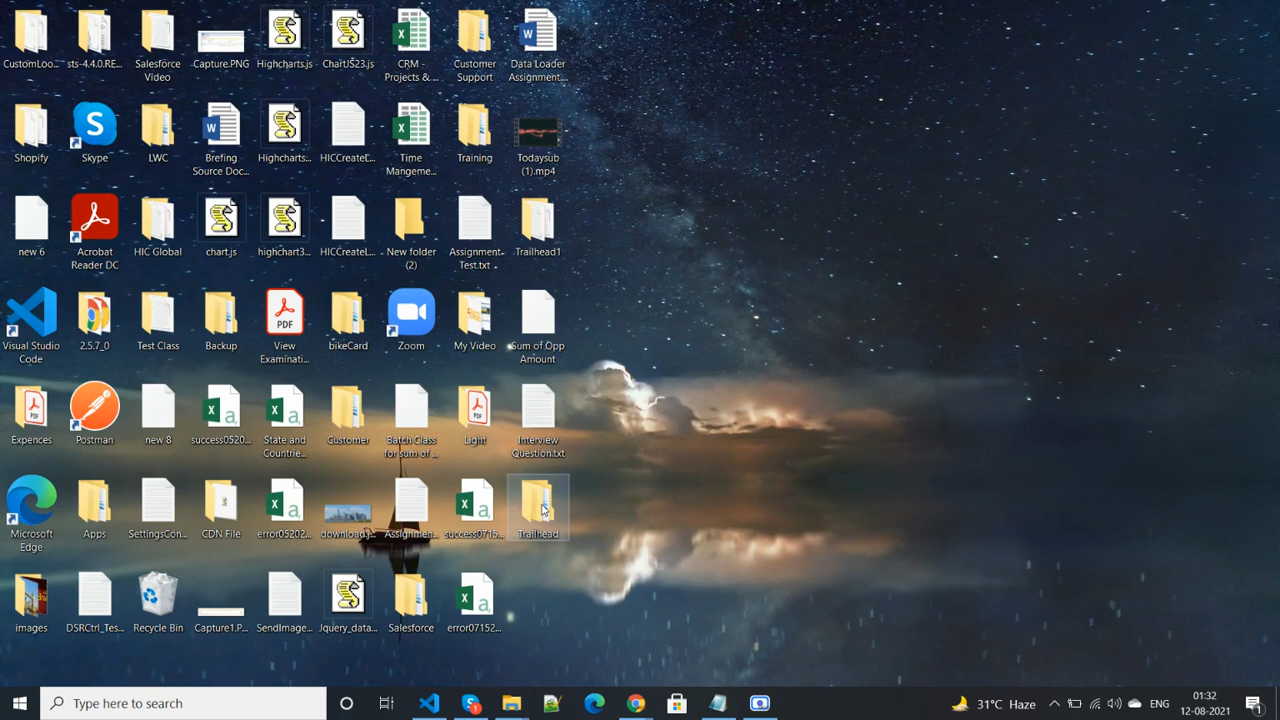 CustomLoo...
sts-4.4.0.RE...
Salesforce
Video
Capture.PNG
Highcharts.js
ChartJS23.js
CRM -
Projects & ...
Customer
Support
Data Loader
Assignment...
Shopify
Skype
LWC
Brefing
Source Doc...
Highcharts...
HICCreateD...
Time
Mangeme...
Training
Todaysub
(1).mp4
new 6
Acrobat
Reader DC
HIC Global
chart.js
highchart3...
HICCreateL...
New folder
(2)
Assignment
Test.txt
Trailhead1
Visual Studio
Code
2.5.7_0
Test Class
Backup
PDF
View
Examinati...
bikeCard
Zoom
My Video
Sum of Opp
Amount
Expences
Postman
new 8
success0520...
State and
Countrie...
Customer
Batch Class
for sum of ...
Light
Interview
Question.txt
Microsoft
Edge
Apps
SettingsCon...
CDN File
error05202...
download.j...
Assignmen...
success0715...
Trailhead
images
DSRCtrl_Tes...
Recycle Bin
Capture1.P...
SendImage...
Jquery_data...
Salesforce
error07152...
Type here to search
31°C Haze
ENG
01:32
12-08-2021